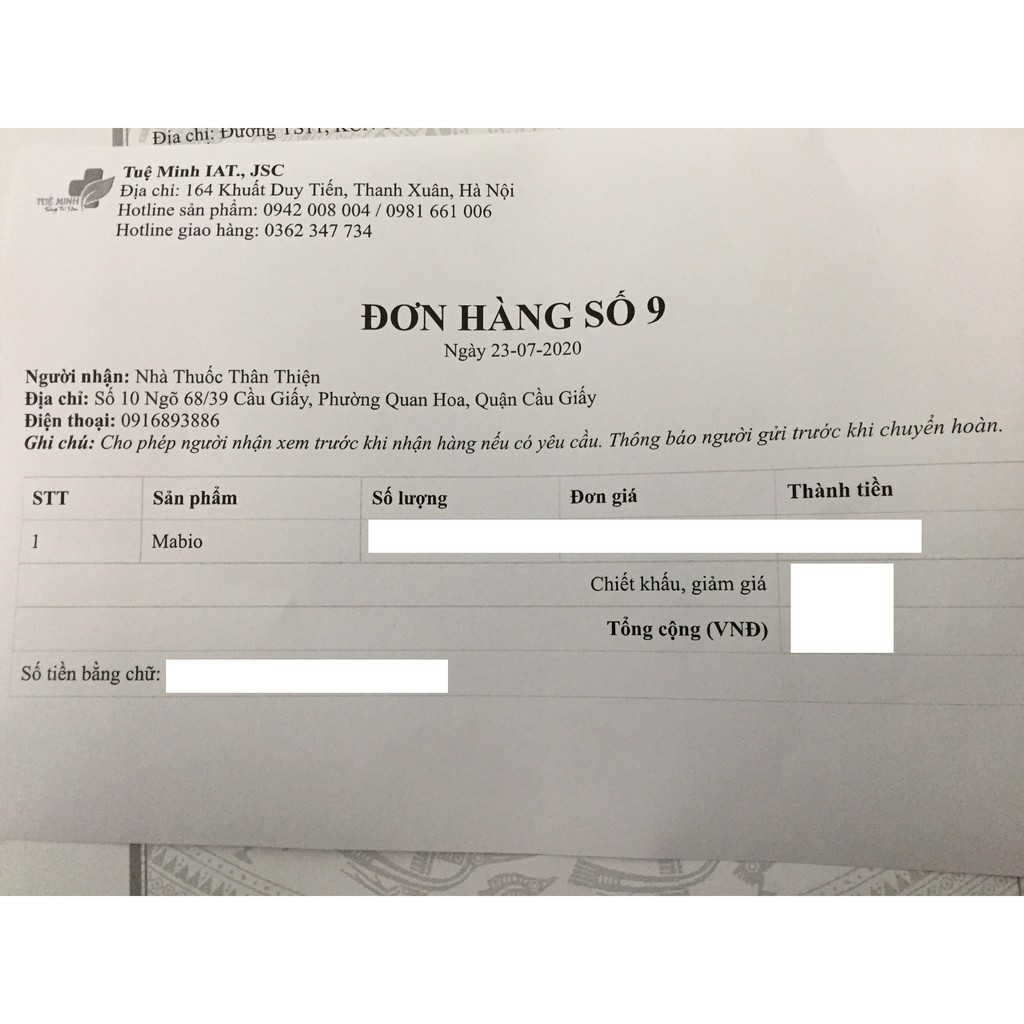 Địa chỉ: Đường
TUỆ MINH
Tuệ Minh IAT., JSC
Địa chỉ: 164 Khuất Duy Tiến, Thanh Xuân, Hà Nội
Hotline sản phẩm: 0942 008 004 / 0981 661 006
Hotline giao hàng: 0362 347 734
ĐƠN HÀNG SỐ 9
Ngày 23-07-2020
Người nhận: Nhà Thuốc Thân Thiện
Địa chỉ: Số 10 Ngõ 68/39 Cầu Giấy, Phường Quan Hoa, Quận Cầu Giấy
Điện thoại: 0916893886
Ghi chú: Cho phép người nhận xem trước khi nhận hàng nếu có yêu cầu. Thông báo người gửi trước khi chuyển hoàn.
STT Sản phẩm Số lượng Đơn giá Thành tiền
1 Mabio
Chiết khấu, giảm giá
Tổng cộng (VNĐ)
Số tiền bằng chữ: